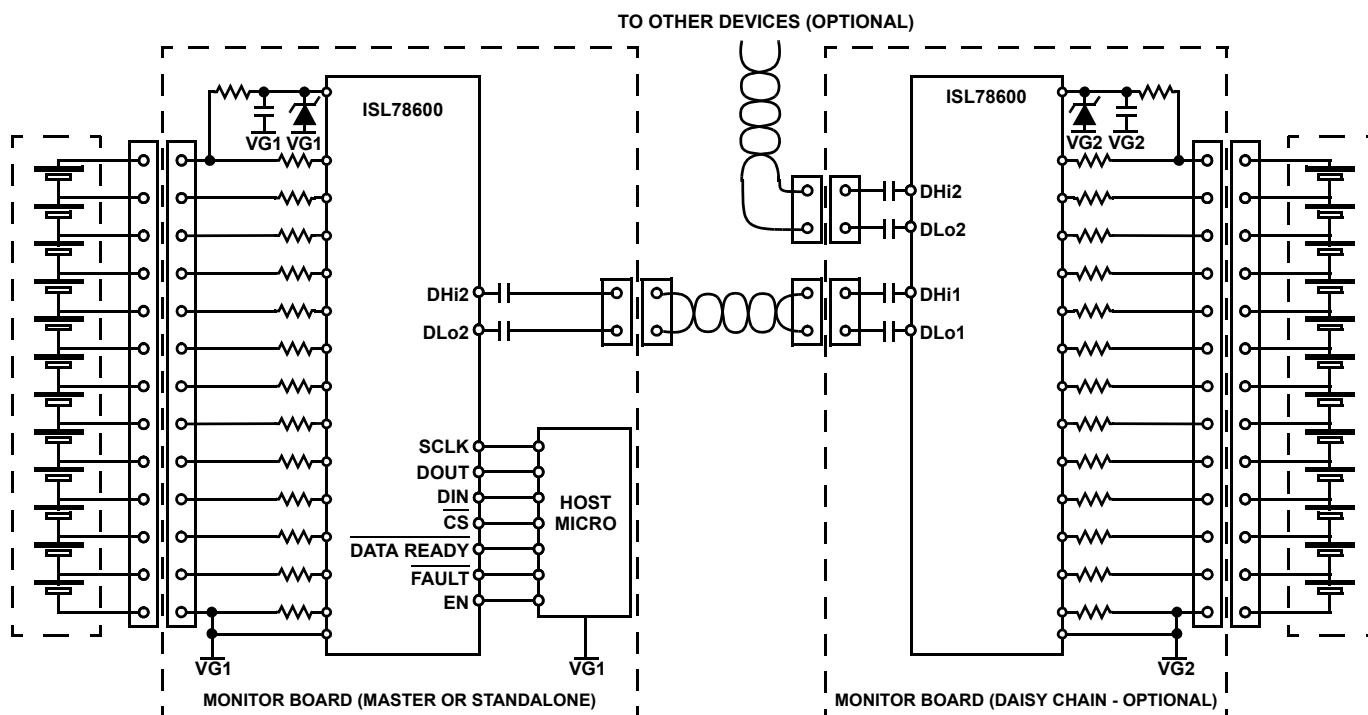 TO OTHER DEVICES (OPTIONAL)
ISL78600
ISL78600
VG1 VG1
VG2 VG2
DHi2
DLo2
DHi2
DLo2
DHi1
DLo1
SCLK
DOUT
DIN
CS
DATA READY
FAULT
EN
HOST
MICRO
VG1
VG1
VG2
MONITOR BOARD (MASTER OR STANDALONE)
MONITOR BOARD (DAISY CHAIN - OPTIONAL)